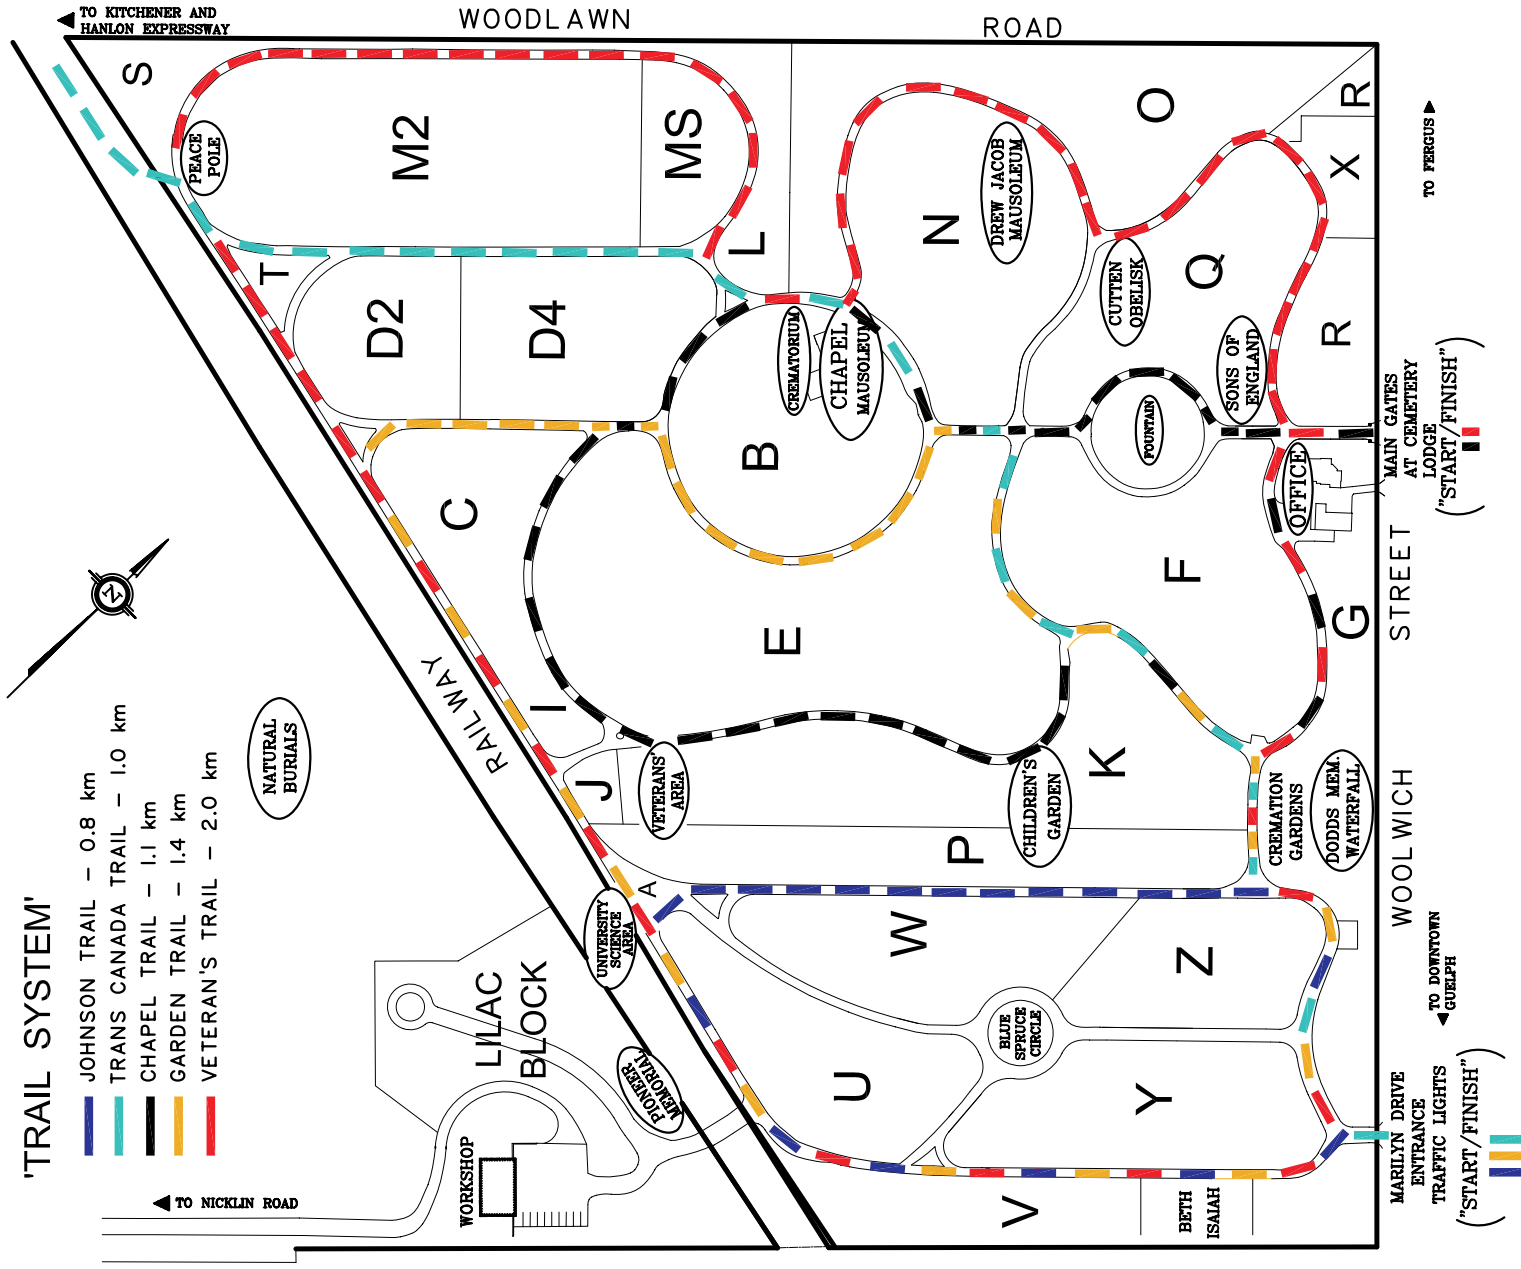 TO KITCHENER AND
HANLON EXPRESSWAY
WOODLAWN
ROAD
S
PEACE
POLE
M2
MS
L
T
D2
D4
N
DREW JACOB
MAUSOLEUM
O
R
X
TO FERGUS
CUTTEN
OBELISK
Q
R
SONS OF
ENGLAND
CREMATORIUM
CHAPEL
MAUSOLEUM
B
FOUNTAIN
OFFICE
MAIN GATES
AT CEMETERY
LODGE
"START/FINISH"
C
E
F
G
STREET
N
RAILWAY
I
J
VETERANS'
AREA
CHILDREN'S
GARDEN
K
P
CREMATION
GARDENS
DODDS MEM.
WATERFALL
WOOLWICH
NATURAL
BURIALS
'TRAIL SYSTEM'
JOHNSON TRAIL - 0.8 km
TRANS CANADA TRAIL - 1.0 km
CHAPEL TRAIL - 1.1 km
GARDEN TRAIL - 1.4 km
VETERAN'S TRAIL - 2.0 km
A
UNIVERSITY
SCIENCE
AREA
W
Z
LILAC
BLOCK
BLUE
SPRUCE
CIRCLE
TO DOWNTOWN
GUELPH
PIONEER
MEMORIAL
U
Y
WORKSHOP
TO NICKLIN ROAD
V
BETH
ISAIAH
MARILYN DRIVE
ENTRANCE
TRAFFIC LIGHTS
"START/FINISH"